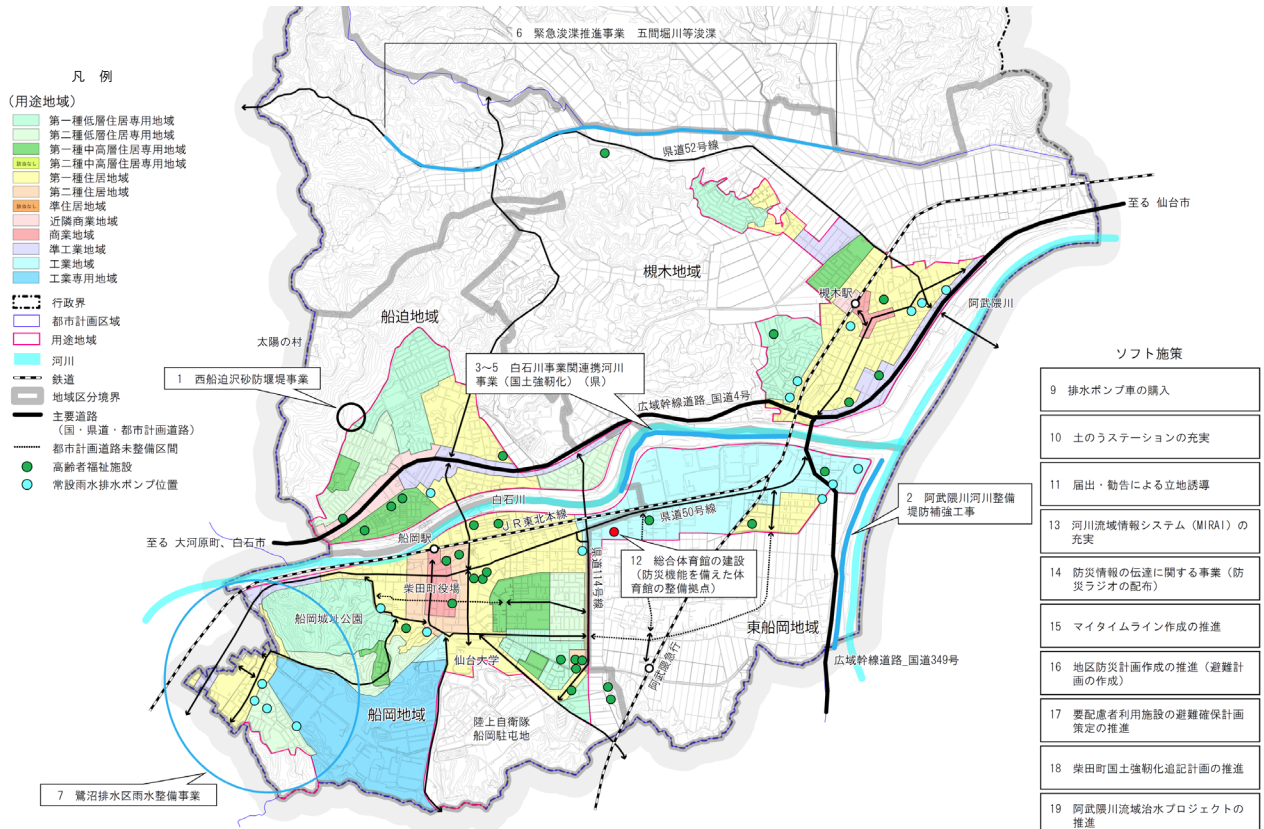 6 緊急浚渫推進事業 五間堀川等浚渫
凡 例
(用途地域)
第一種低層住居専用地域
第二種低層住居専用地域
第一種中高層住居専用地域
該当なし 第二種中高層住居専用地域
第一種住居地域
第二種住居地域
該当なし 準住居地域
近隣商業地域
商業地域
準工業地域
工業地域
工業専用地域
行政界
都市計画区域
用途地域
河川
鉄道
地域区分境界
主要道路
(国・県道・都市計画道路)
都市計画道路未整備区間
高齢者福祉施設
常設雨水排水ポンプ位置
県道52号線
至る 仙台市
槻木地域
槻木駅
阿武隈川
船迫地域
太陽の村
1 西船迫沢砂防堰堤事業
3~5 白石川事業関連携河川
事業(国土強靭化)(県)
広域幹線道路_国道4号
白石川
JR東北本線
県道50号線
2 阿武隈川河川整備
堤防補強工事
至る 大河原町、白石市
船岡駅
県道114号線
12 総合体育館の建設
(防災機能を備えた体
育館の整備拠点)
柴田町役場
船岡城址公園
東船岡地域
仙台大学
阿武隈急行
広域幹線道路_国道349号
船岡地域
陸上自衛隊
船岡駐屯地
7 鷺沼排水区雨水整備事業
ソフト施策
9 排水ポンプ車の購入
10 土のうステーションの充実
11 届出・勧告による立地誘導
13 河川流域情報システム(MIRAI)の
充実
14 防災情報の伝達に関する事業(防
災ラジオの配布)
15 マイタイムライン作成の推進
16 地区防災計画作成の推進(避難計
画の作成)
17 要配慮者利用施設の避難確保計画
策定の推進
18 柴田町国土強靭化追記計画の推進
19 阿武隈川流域治水プロジェクトの
推進